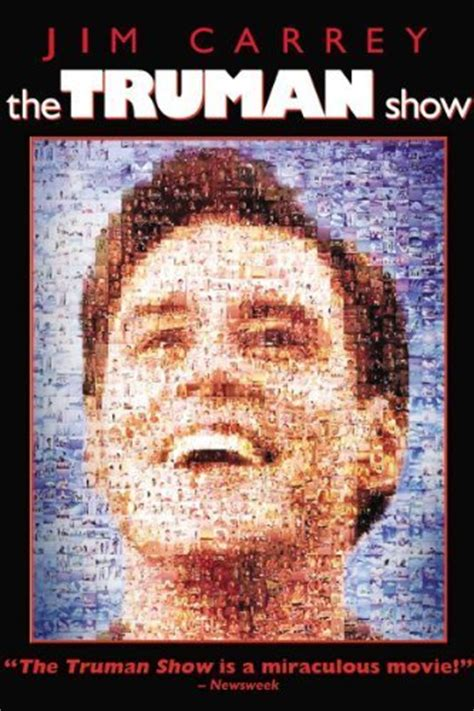 JIM CARREY
the TRUMAN show
“The Truman Show is a miraculous movie!”
– Newsweek